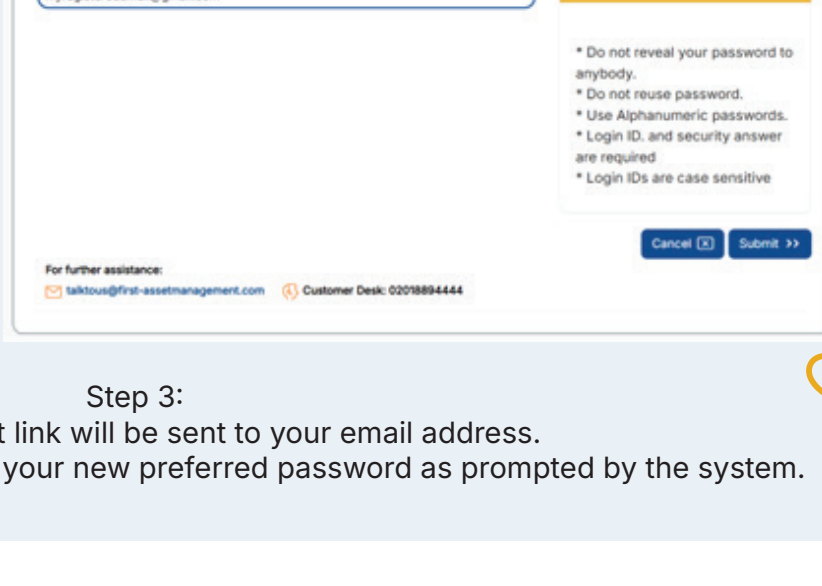 * Do not reveal your password to
anybody.
* Do not reuse password.
* Use Alphanumeric passwords.
* Login ID. and security answer
are required
* Login IDs are case sensitive
Cancel Submit >>
For further assistance:
talktous@first-assetmanagement.com Customer Desk: 02018894444
Step 3:
link will be sent to your email address.
your new preferred password as prompted by the system.